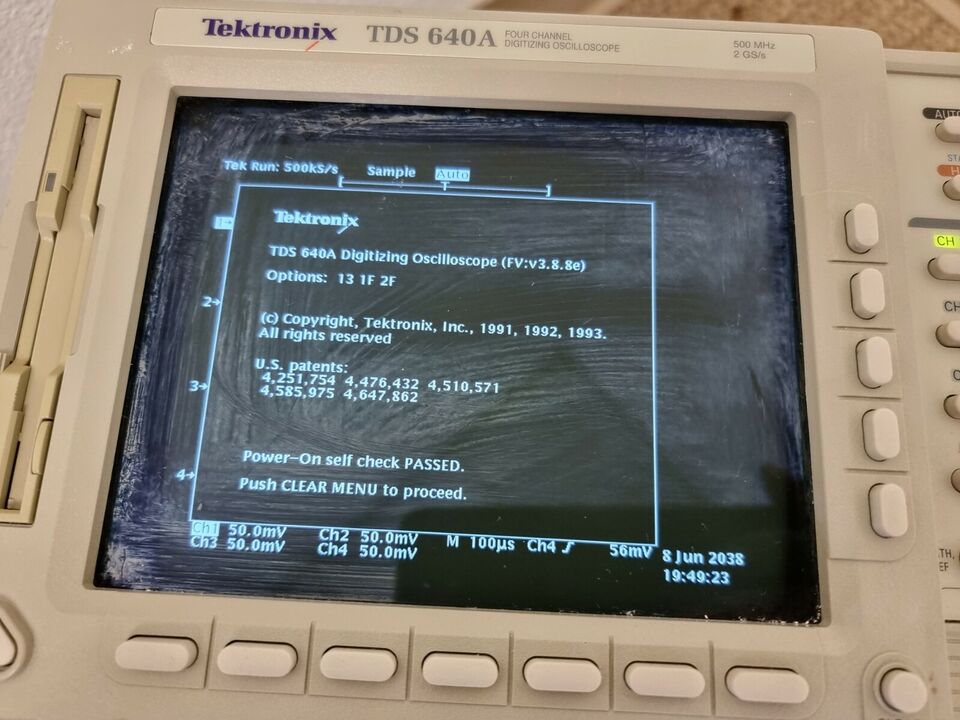 Tektronix TDS 640A FOUR CHANNEL
DIGITIZING OSCILLOSCOPE
500 MHz
2 GS/s
Tek Run: 500kS/s Sample Auto
Tektronix
TDS 640A Digitizing Oscilloscope (FV:v3.8.8e)
Options: 13 1F 2F
2→
(c) Copyright, Tektronix, Inc., 1991, 1992, 1993.
All rights reserved
U.S. patents:
4,251,754 4,476,432 4,510,571
3→
4,585,975 4,647,862
Power-On self check PASSED.
4→
Push CLEAR MENU to proceed.
Ch1 50.0mV Ch2 50.0mV M 100µs Ch4 56mV
Ch3 50.0mV Ch4 50.0mV
8 Jun 2038
19:49:23
CH